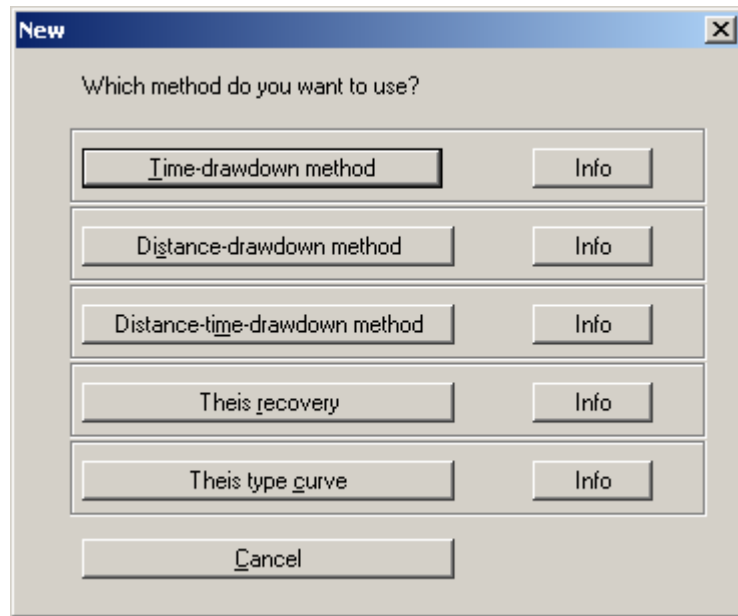 New
Which method do you want to use?
Time-drawdown method Info
Distance-drawdown method Info
Distance-time-drawdown method Info
Theis recovery Info
Theis type curve Info
Cancel